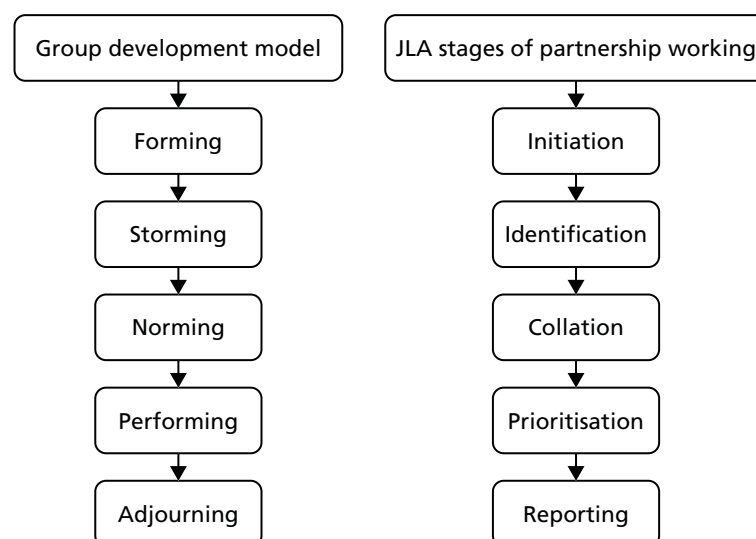 Group development model
Forming
Storming
Norming
Performing
Adjourning
JLA stages of partnership working
Initiation
Identification
Collation
Prioritisation
Reporting